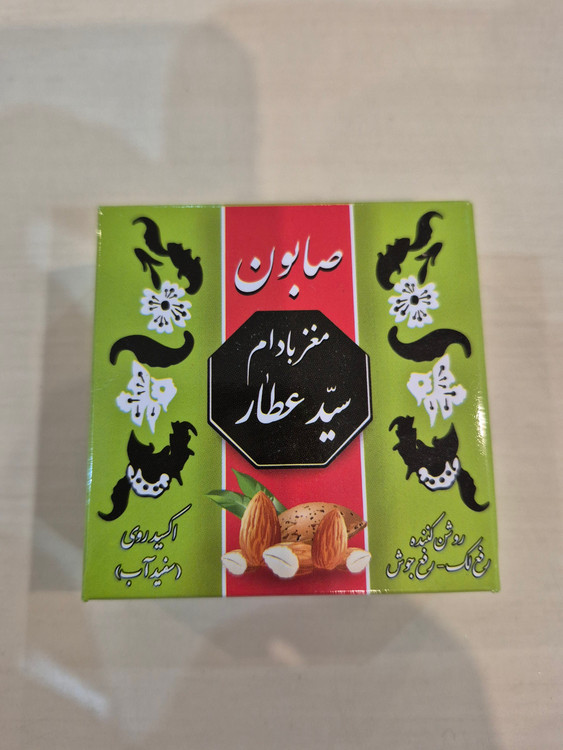 صابون
مغز بادام
سیّد عطار
روشن کننده
رفع لک - رفع جوش
اکسید روی
(سفید آب)